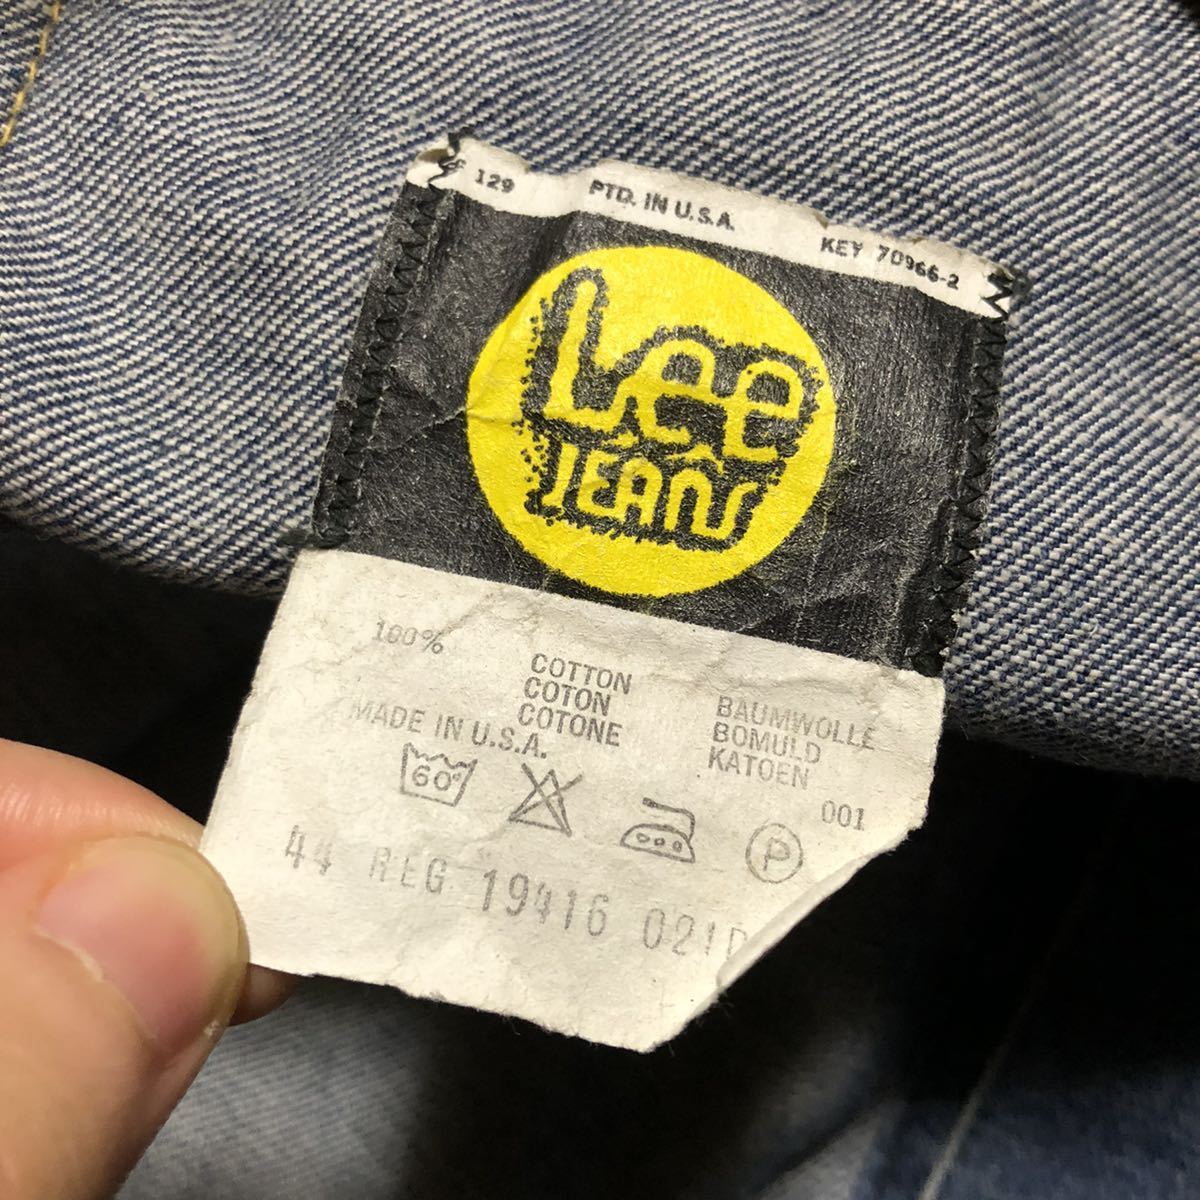 129 PTD. IN U.S.A. KEY 70966-2
Lee
JEANS
100%
COTTON
COTON
COTONE
BAUMWOLLE
BOMULD
KATOEN
MADE IN U.S.A.
001
60°
P
44 REG 19416